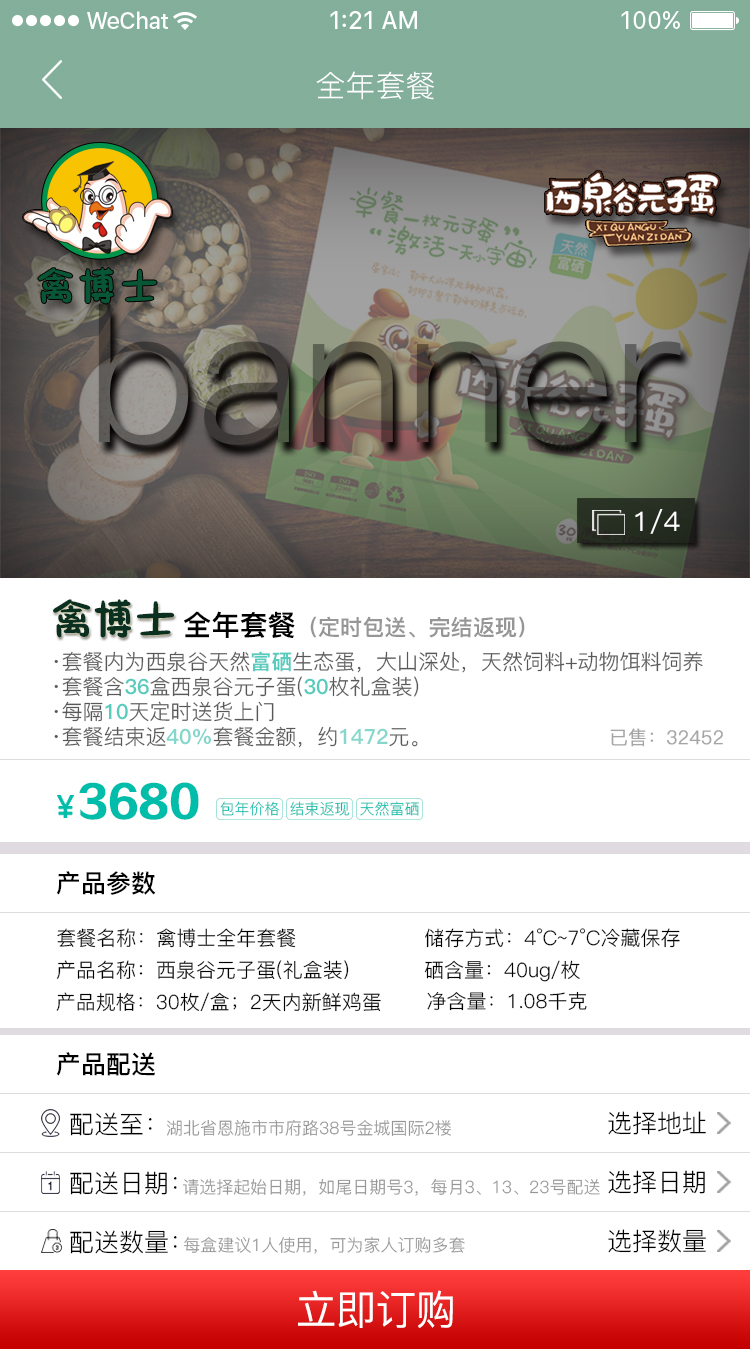 WeChat 1:21 AM 100%
全年套餐
禽博士
西泉谷元子蛋
XI QU ANGU
YUAN ZI DAN
早餐一枚元子蛋
“激活一天小宇宙!
天然
富硒
西泉谷元子蛋
XI QU ANGU
YUAN ZI DAN
banner
30
1/4
禽博士 全年套餐（定时包送、完结返现）
·套餐内为西泉谷天然富硒生态蛋，大山深处，天然饲料+动物饵料饲养
·套餐含36盒西泉谷元子蛋(30枚礼盒装)
·每隔10天定时送货上门
·套餐结束返40%套餐金额，约1472元。
已售：32452
¥3680 包年价格 结束返现 天然富硒
产品参数
套餐名称：禽博士全年套餐 储存方式：4℃~7℃冷藏保存
产品名称：西泉谷元子蛋(礼盒装) 硒含量：40ug/枚
产品规格：30枚/盒；2天内新鲜鸡蛋 净含量：1.08千克
产品配送
配送至：湖北省恩施市市府路38号金城国际2楼 选择地址
配送日期：请选择起始日期，如尾日期号3，每月3、13、23号配送 选择日期
配送数量：每盒建议1人使用，可为家人订购多套 选择数量
立即订购